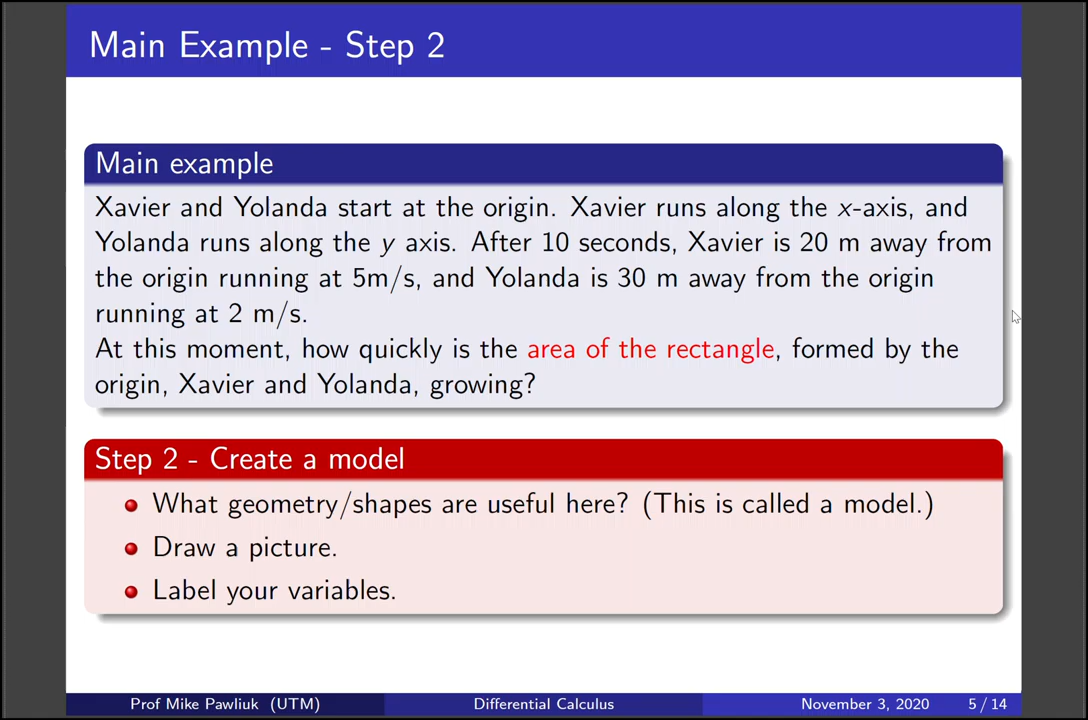 Main Example - Step 2
Main example
Xavier and Yolanda start at the origin. Xavier runs along the x-axis, and
Yolanda runs along the y axis. After 10 seconds, Xavier is 20 m away from
the origin running at 5m/s, and Yolanda is 30 m away from the origin
running at 2 m/s.
At this moment, how quickly is the area of the rectangle, formed by the
origin, Xavier and Yolanda, growing?
Step 2 - Create a model
What geometry/shapes are useful here? (This is called a model.)
Draw a picture.
Label your variables.
Prof Mike Pawliuk (UTM) Differential Calculus November 3, 2020 5 / 14